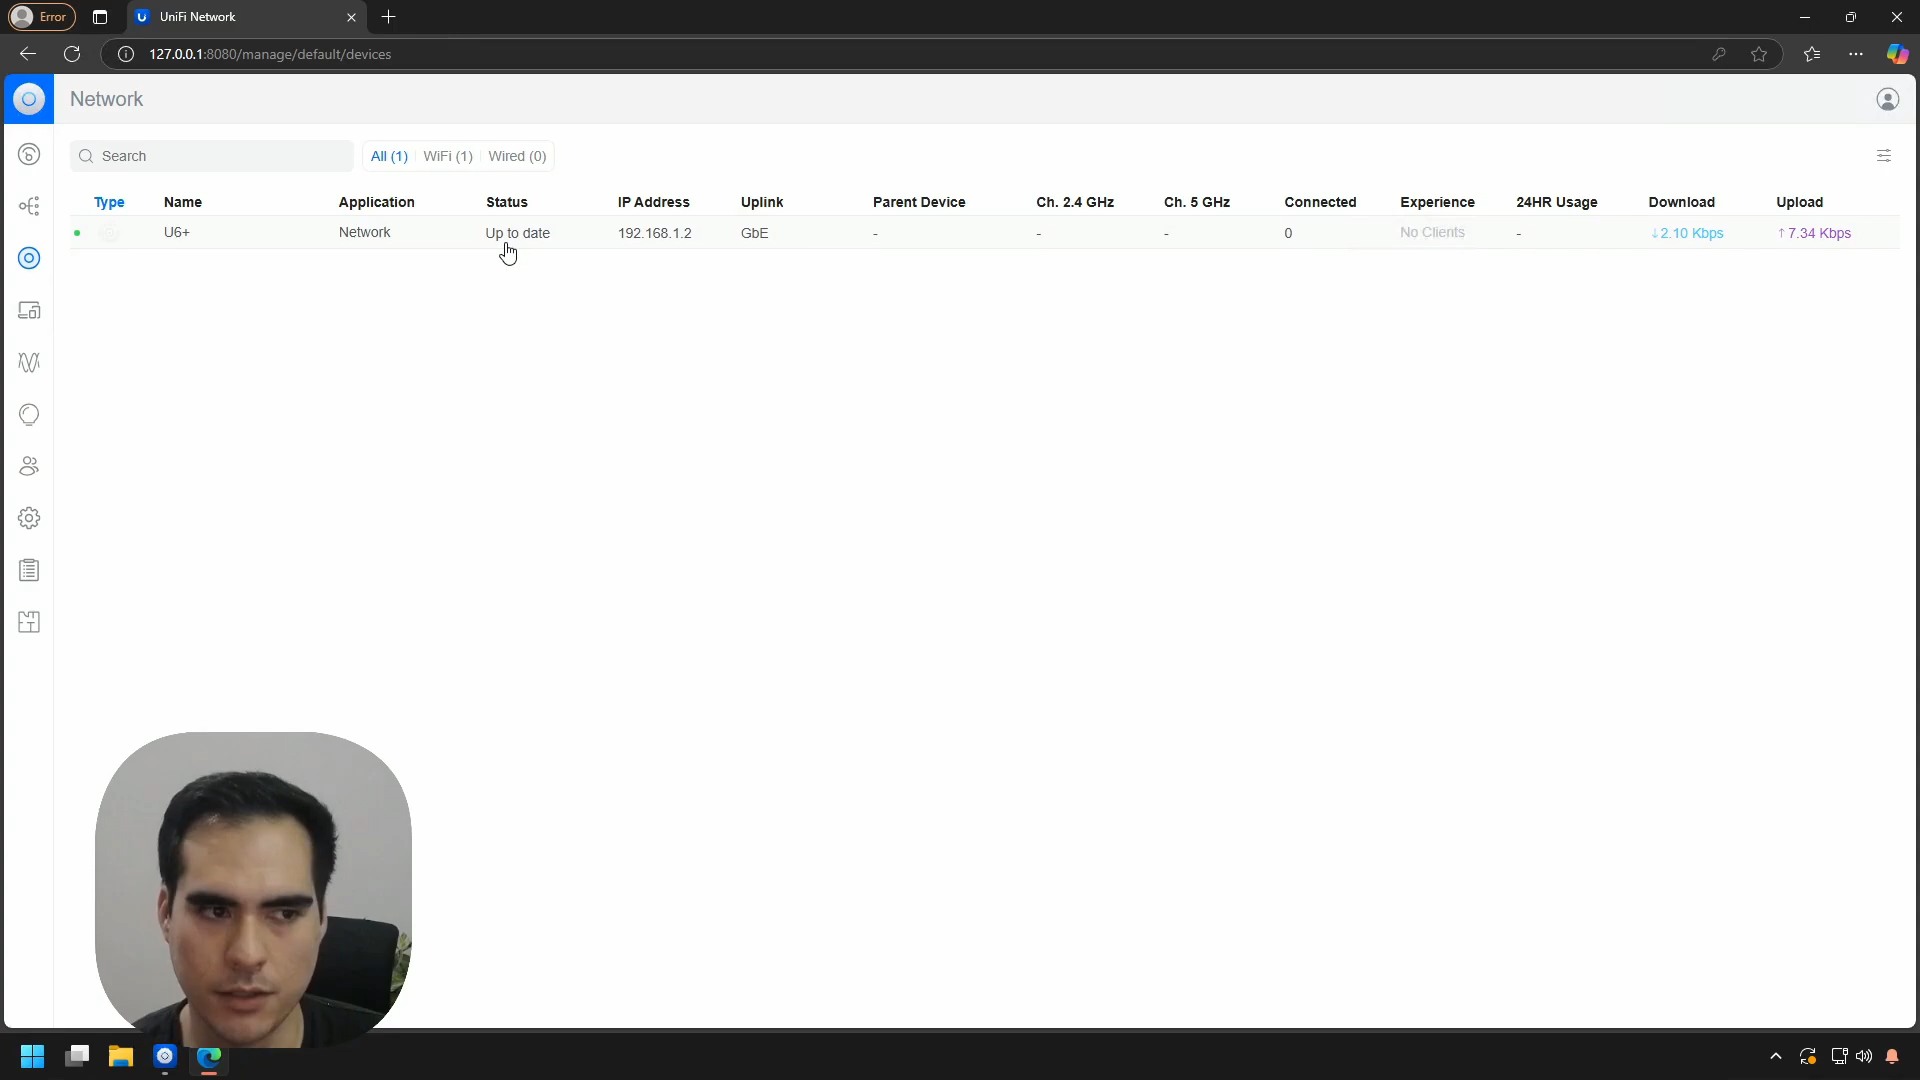 Error
UniFi Network
127.0.0.1:8080/manage/default/devices
Network
Search
All (1) WiFi (1) Wired (0)
Type Name Application Status IP Address Uplink Parent Device Ch. 2.4 GHz Ch. 5 GHz Connected Experience 24HR Usage Download Upload
U6+ Network Up to date 192.168.1.2 GbE - - - 0 No Clients - ↓2.10 Kbps ↑7.34 Kbps